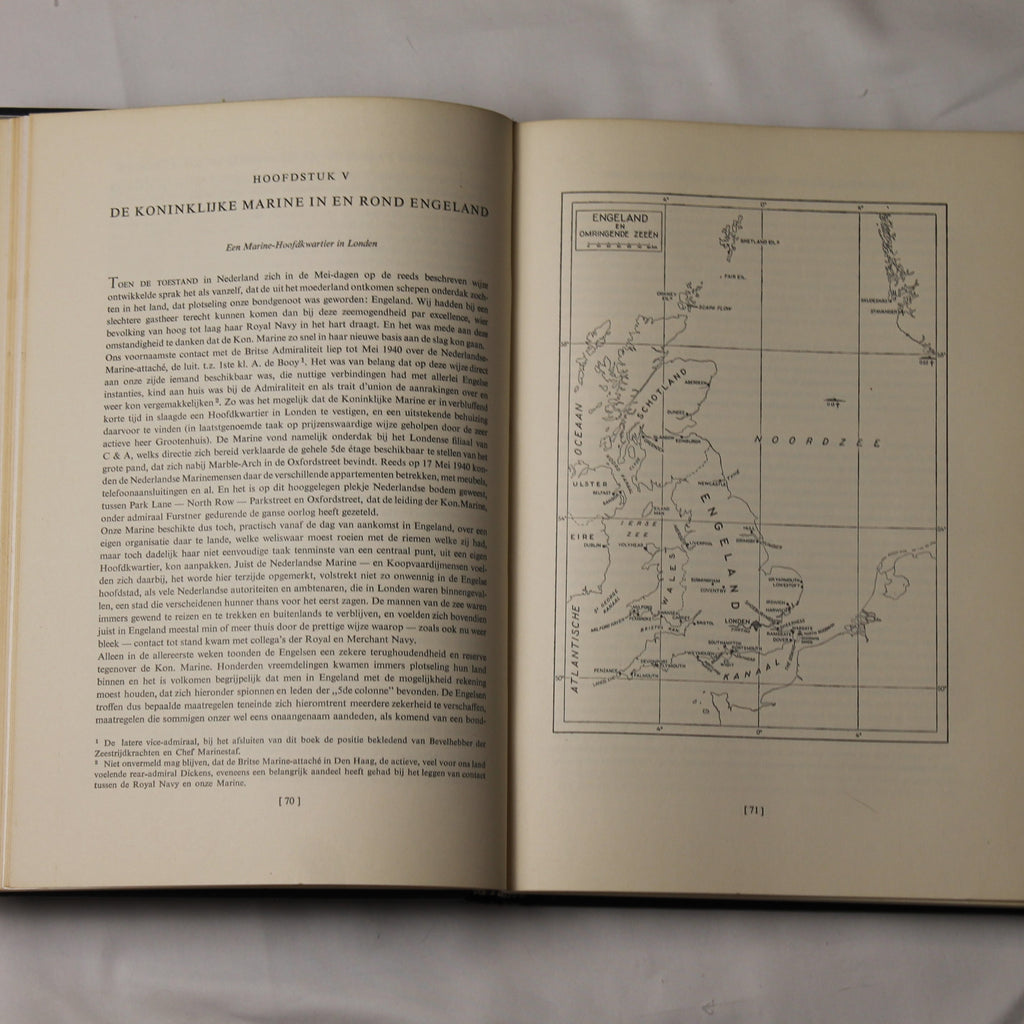 HOOFDSTUK V
DE KONINKLIJKE MARINE IN EN ROND ENGELAND
Een Marine-Hoofdkwartier in Londen
TOEN DE TOESTAND in Nederland zich in de Mei-dagen op de reeds beschreven wijze
ontwikkelde sprak het als vanzelf, dat de uit het moederland ontkomen schepen onderdak zoch-
ten in het land, dat plotseling onze bondgenoot was geworden: Engeland. Wij hadden bij een
slechtere gastheer terecht kunnen komen dan bij deze zeemogendheid par excellence, wier
bevolking van hoog tot laag haar Royal Navy in het hart draagt. En het was mede aan deze
omstandigheid te danken dat de Kon. Marine zo snel in haar nieuwe basis aan de slag kon gaan.
Ons voornaamste contact met de Britse Admiraliteit liep tot Mei 1940 over de Nederlandse
Marine-attaché, de luit. t.z. 1ste kl. A. de Booy ¹. Het was van belang dat op deze wijze direct
aan onze zijde iemand beschikbaar was, die nuttige verbindingen had met allerlei Engelse
instanties, kind aan huis was bij de Admiraliteit en als trait d'union de aanrakingen over en
weer kon vergemakkelijken ². Zo was het mogelijk dat de Koninklijke Marine er in verbluffend
korte tijd in slaagde een Hoofdkwartier in Londen te vestigen, en een uitstekende behuizing
daarvoor te vinden (in laatstgenoemde taak op prijzenswaardige wijze geholpen door de zeer
actieve heer Grootenhuis). De Marine vond namelijk onderdak bij het Londense filiaal van
C & A, welks directie zich bereid verklaarde de gehele 5de étage beschikbaar te stellen van het
grote pand, dat zich nabij Marble-Arch in de Oxfordstreet bevindt. Reeds op 17 Mei 1940 kon-
den de Nederlandse Marinemensen daar de verschillende appartementen betrekken, met meubels,
telefoonaansluitingen en al. En het is op dit hooggelegen plekje Nederlandse bodem geweest,
tussen Park Lane — North Row — Parkstreet en Oxfordstreet, dat de leiding der Kon. Marine,
onder admiraal Furstner gedurende de ganse oorlog heeft gezeteld.
Onze Marine beschikte dus toch, practisch vanaf de dag van aankomst in Engeland, over een
eigen organisatie daar te lande, welke weliswaar moest roeien met de riemen welke zij had,
maar toch dadelijk haar niet eenvoudige taak tenminste van een centraal punt, uit een eigen
Hoofdkwartier, kon aanpakken. Juist de Nederlandse Marine — en Koopvaardijmensen voel-
den zich daarbij, het worde hier terzijde opgemerkt, volstrekt niet zo onwennig in de Engelse
hoofdstad, als vele Nederlandse autoriteiten en ambtenaren, die in Londen waren binnengeval-
len, een stad die verscheidenen hunner thans voor het eerst zagen. De mannen van de zee waren
immers gewend te reizen en te trekken en buitenlands te verblijven, en voelden zich bovendien
juist in Engeland meestal min of meer thuis door de prettige wijze waarop — zoals ook nu weer
bleek — contact tot stand kwam met collega's der Royal en Merchant Navy.
Alleen in de allereerste weken toonden de Engelsen een zekere terughoudendheid en reserve
tegenover de Kon. Marine. Honderden vreemdelingen kwamen immers plotseling hun land
binnen en het is volkomen begrijpelijk dat men in Engeland met de mogelijkheid rekening
moest houden, dat zich hieronder spionnen en leden der „5de colonne” bevonden. De Engelsen
troffen dus bepaalde maatregelen teneinde zich hieromtrent meerdere zekerheid te verschaffen,
maatregelen die sommigen onzer wel eens onaangenaam aandeden, als komend van een bond-
¹ De latere vice-admiraal, bij het afsluiten van dit boek de positie bekledend van Bevelhebber der
Zeestrijdkrachten en Chef Marinestaf.
² Niet onvermeld mag blijven, dat de Britse Marine-attaché in Den Haag, de actieve, veel voor ons land
voelende rear-admiral Dickens, eveneens een belangrijk aandeel heeft gehad bij het leggen van contact
tussen de Royal Navy en onze Marine.
[ 70 ]
ENGELAND
EN
OMRINGENDE ZEEËN
SHETLAND EIL.N
FAIR EIL.
SCAPA FLOW
ABERDEEN
SCHOTLAND
DUNDEE
EDINBURGH
OCEAAN
NOORDZEE
ULSTER
BELFAST
NEWCASTLE
ENGELAND
IERSE
ZEE
EIRE
DUBLIN
HOLYHEAD
LIVERPOOL
WALES
BIRMINGHAM
COVENTRY
GT. YARMOUTH
LOWESTOFT
HARWICH
LONDEN
BRISTOL
SOUTHAMPTON
PORTSMOUTH
DOVER
ATLANTISCHE
PENZANCE
PLYMOUTH
FALMOUTH
KANAAL
[ 71 ]